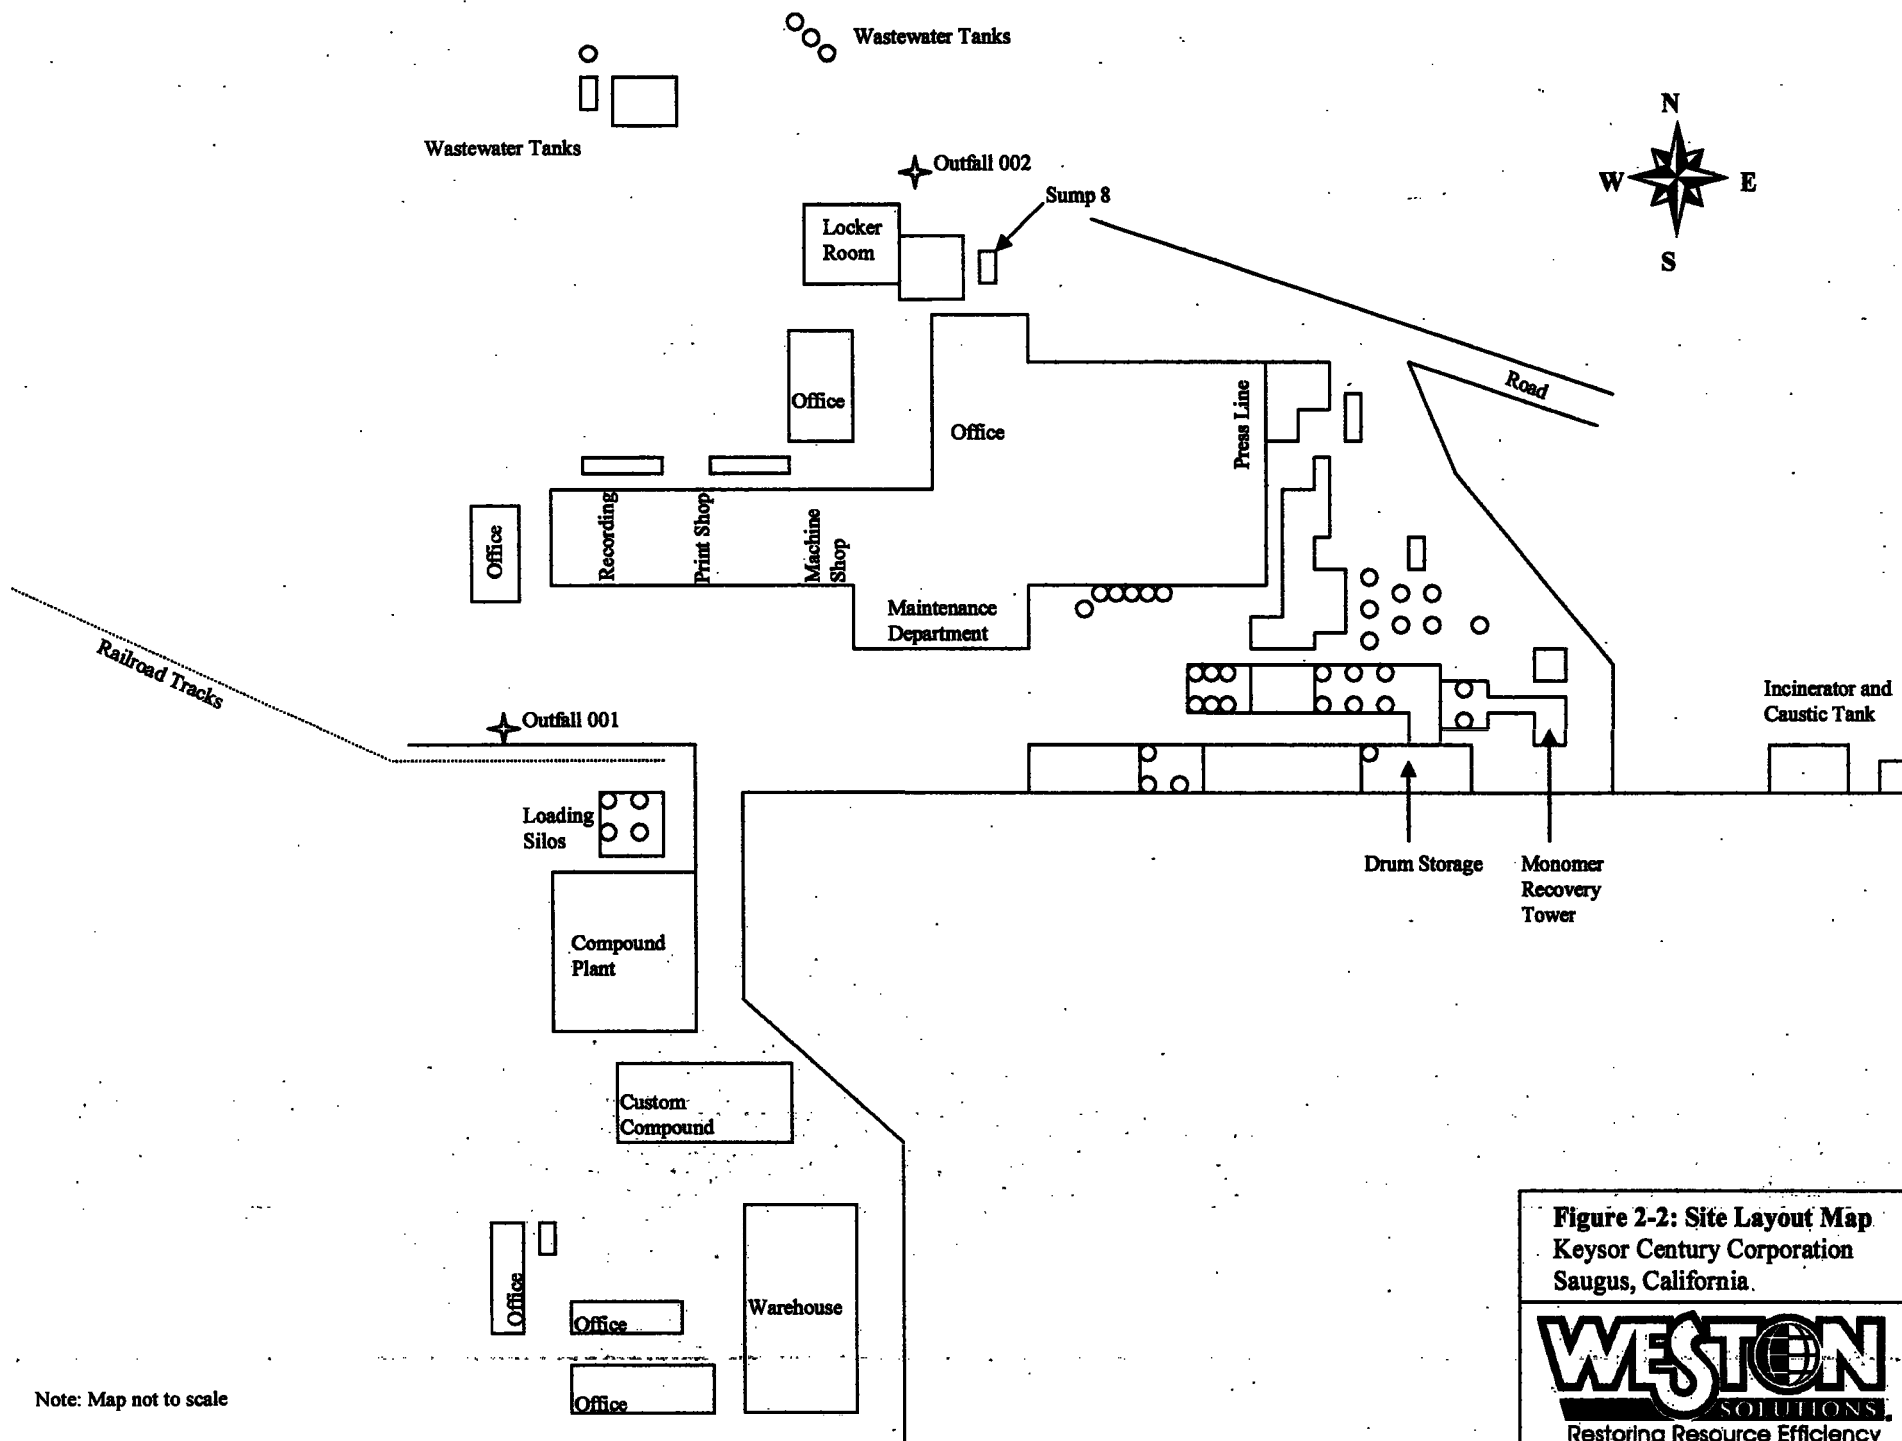 Wastewater Tanks
Wastewater Tanks
N
W
E
S
Outfall 002
Sump 8
Locker
Room
Office
Office
Press Line
Road
Office
Recording
Print Shop
Machine
Shop
Maintenance
Department
Railroad Tracks
Outfall 001
Incinerator and
Caustic Tank
Loading
Silos
Drum Storage
Monomer
Recovery
Tower
Compound
Plant
Custom
Compound
Office
Office
Office
Warehouse
Note: Map not to scale
Figure 2-2: Site Layout Map
Keysor Century Corporation
Saugus, California
WESTON
SOLUTIONS
Restoring Resource Efficiency